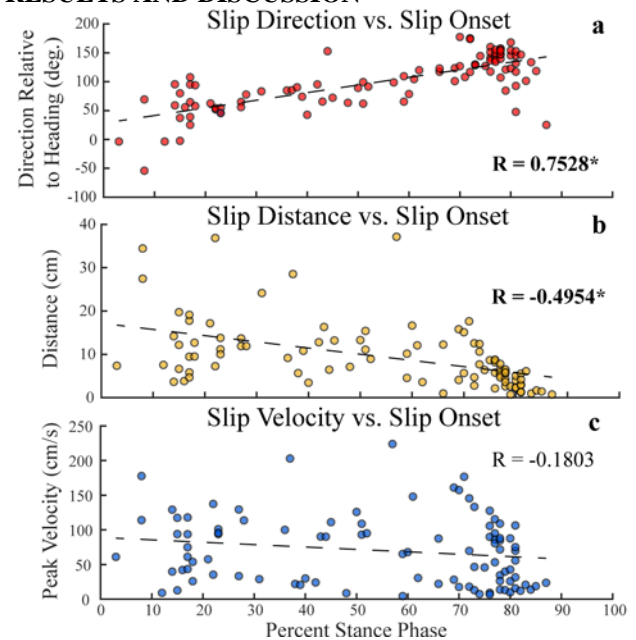 RESULTS AND DISCUSSION
Slip Direction vs. Slip Onset
a
200
150
100
50
0
-50
-100
Direction Relative
to Heading (deg.)
R = 0.7528*
Slip Distance vs. Slip Onset
b
40
30
20
10
0
Distance (cm)
R = -0.4954*
Slip Velocity vs. Slip Onset
c
250
200
150
100
50
0
Peak Velocity (cm/s)
R = -0.1803
0 10 20 30 40 50 60 70 80 90 100
Percent Stance Phase